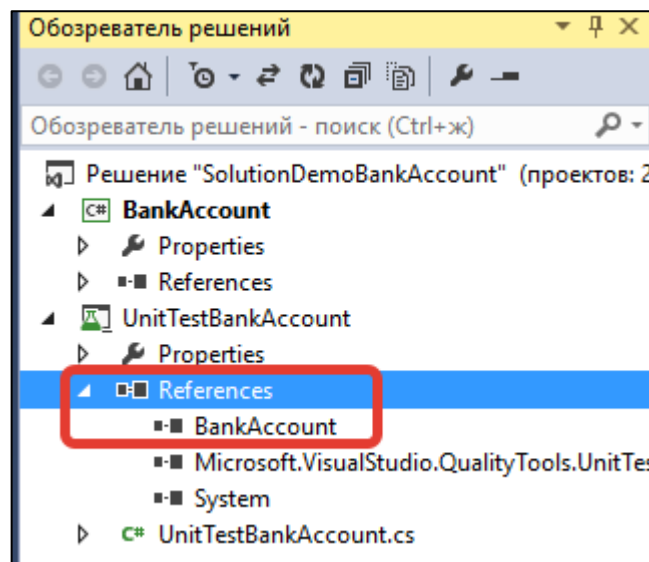 Обозреватель решений
Обозреватель решений - поиск (Ctrl+ж)
Решение "SolutionDemoBankAccount" (проектов: 2
C# BankAccount
Properties
References
UnitTestBankAccount
Properties
References
BankAccount
Microsoft.VisualStudio.QualityTools.UnitTes
System
C# UnitTestBankAccount.cs